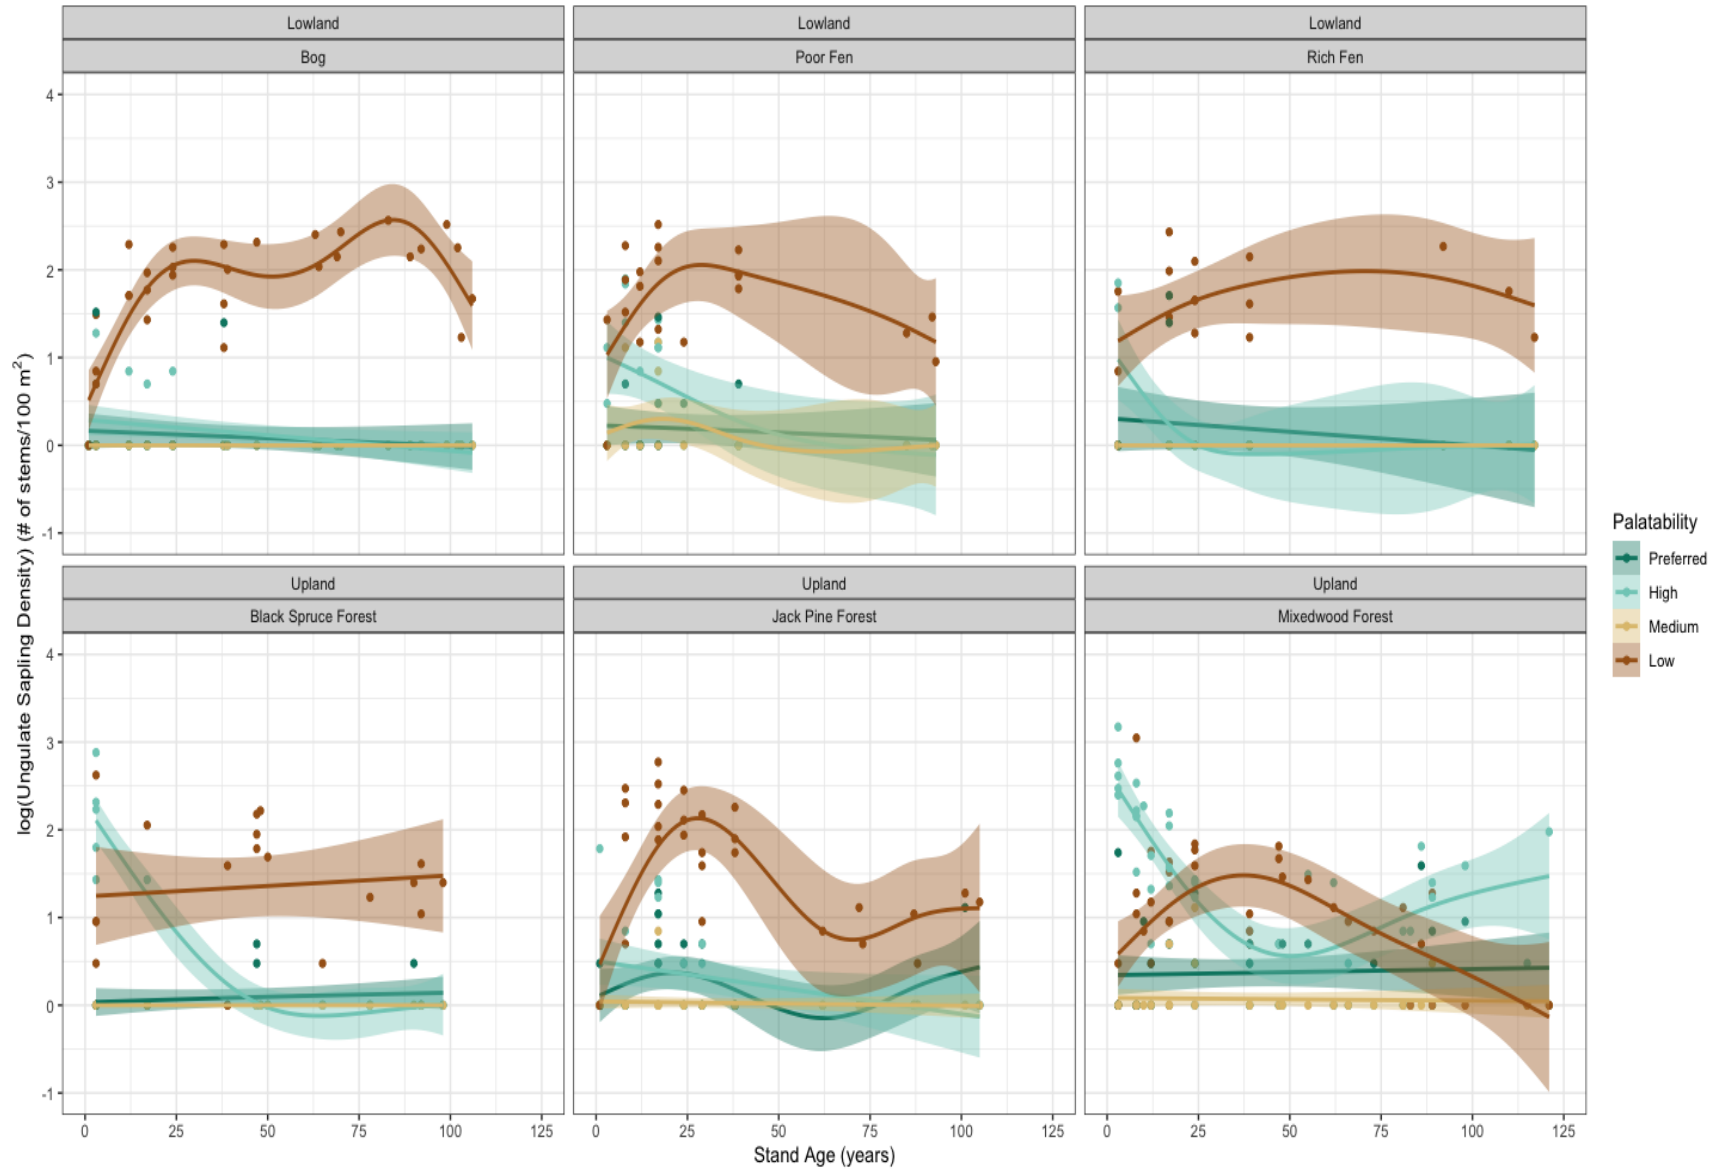 Lowland
Lowland
Lowland
Bog
Poor Fen
Rich Fen
4
3
2
1
0
-1
Upland
Upland
Upland
Black Spruce Forest
Jack Pine Forest
Mixedwood Forest
4
3
2
1
0
-1
0 25 50 75 100 125
0 25 50 75 100 125
0 25 50 75 100 125
Stand Age (years)
log(Ungulate Sapling Density) (# of stems/100 m²)
Palatability
Preferred
High
Medium
Low